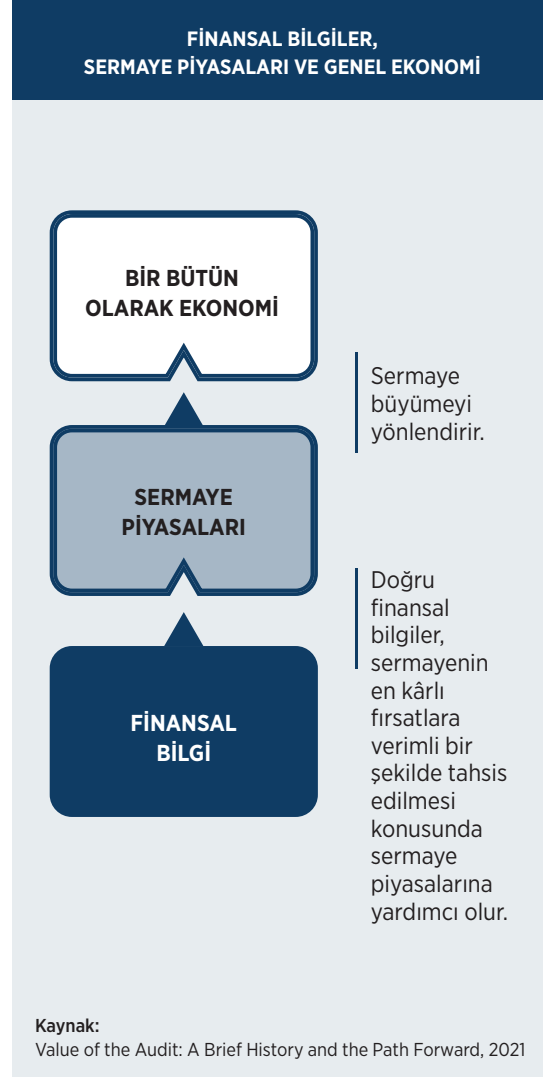 FİNANSAL BİLGİLER,
SERMAYE PİYASALARI VE GENEL EKONOMİ
BİR BÜTÜN
OLARAK EKONOMİ
Sermaye
büyümeyi
yönlendirir.
SERMAYE
PİYASALARI
Doğru
finansal
bilgiler,
sermayenin
en kârlı
fırsatlara
verimli bir
şekilde tahsis
edilmesi
konusunda
sermaye
piyasalarına
yardımcı olur.
FİNANSAL
BİLGİ
Kaynak:
Value of the Audit: A Brief History and the Path Forward, 2021